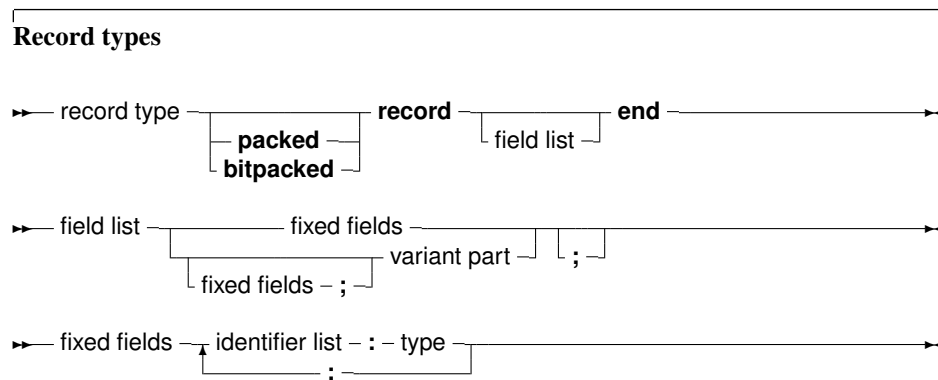 Record types
record type record end
packed field list
bitpacked
field list fixed fields
variant part ;
fixed fields ;
fixed fields identifier list : type
: